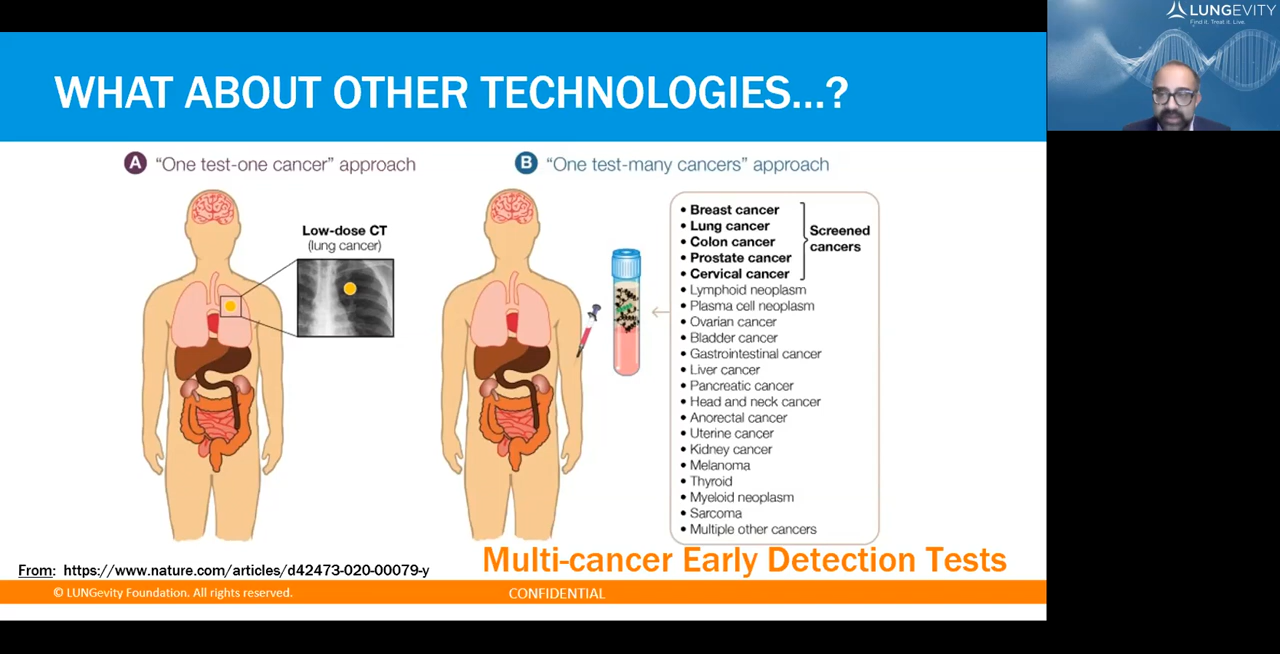 LUNGEVITY
Find it. Treat it. Live.
WHAT ABOUT OTHER TECHNOLOGIES...?
A "One test-one cancer" approach
Low-dose CT
(lung cancer)
B "One test-many cancers" approach
• Breast cancer
• Lung cancer
• Colon cancer
• Prostate cancer
• Cervical cancer
Screened
cancers
• Lymphoid neoplasm
• Plasma cell neoplasm
• Ovarian cancer
• Bladder cancer
• Gastrointestinal cancer
• Liver cancer
• Pancreatic cancer
• Head and neck cancer
• Anorectal cancer
• Uterine cancer
• Kidney cancer
• Melanoma
• Thyroid
• Myeloid neoplasm
• Sarcoma
• Multiple other cancers
Multi-cancer Early Detection Tests
From: https://www.nature.com/articles/d42473-020-00079-y
© LUNGevity Foundation. All rights reserved.
CONFIDENTIAL